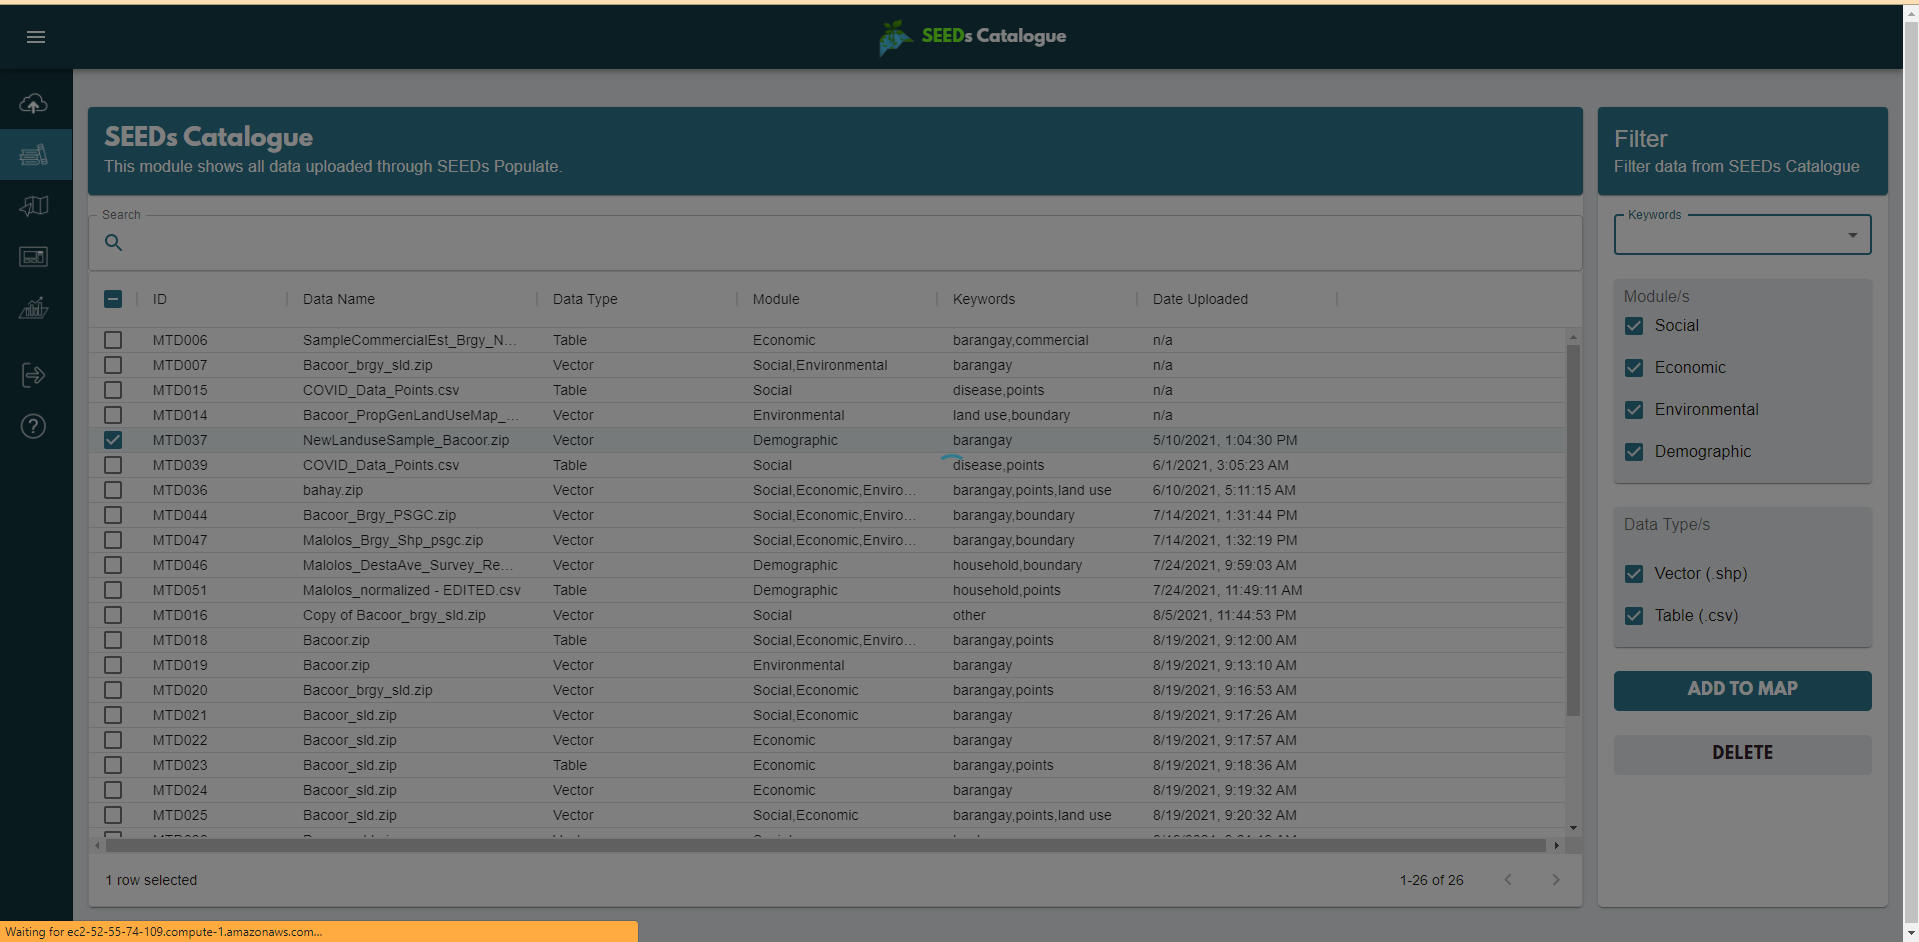 SEEDs Catalogue
SEEDs Catalogue
This module shows all data uploaded through SEEDs Populate.
Search
ID Data Name Data Type Module Keywords Date Uploaded
MTD006 SampleCommercialEst_Brgy_N... Table Economic barangay,commercial n/a
MTD007 Bacoor_brgy_sld.zip Vector Social,Environmental barangay n/a
MTD015 COVID_Data_Points.csv Table Social disease,points n/a
MTD014 Bacoor_PropGenLandUseMap_... Vector Environmental land use,boundary n/a
MTD037 NewLanduseSample_Bacoor.zip Vector Demographic barangay 5/10/2021, 1:04:30 PM
MTD039 COVID_Data_Points.csv Table Social disease,points 6/1/2021, 3:05:23 AM
MTD036 bahay.zip Vector Social,Economic,Enviro... barangay,points,land use 6/10/2021, 5:11:15 AM
MTD044 Bacoor_Brgy_PSGC.zip Vector Social,Economic,Enviro... barangay,boundary 7/14/2021, 1:31:44 PM
MTD047 Malolos_Brgy_Shp_psgc.zip Vector Social,Economic,Enviro... barangay,boundary 7/14/2021, 1:32:19 PM
MTD046 Malolos_DestaAve_Survey_Re... Vector Demographic household,boundary 7/24/2021, 9:59:03 AM
MTD051 Malolos_normalized - EDITED.csv Table Demographic household,points 7/24/2021, 11:49:11 AM
MTD016 Copy of Bacoor_brgy_sld.zip Vector Social other 8/5/2021, 11:44:53 PM
MTD018 Bacoor.zip Table Social,Economic,Enviro... barangay,points 8/19/2021, 9:12:00 AM
MTD019 Bacoor.zip Vector Environmental barangay 8/19/2021, 9:13:10 AM
MTD020 Bacoor_brgy_sld.zip Vector Social,Economic barangay,points 8/19/2021, 9:16:53 AM
MTD021 Bacoor_sld.zip Vector Social,Economic barangay 8/19/2021, 9:17:26 AM
MTD022 Bacoor_sld.zip Vector Economic barangay 8/19/2021, 9:17:57 AM
MTD023 Bacoor_sld.zip Table Economic barangay,points 8/19/2021, 9:18:36 AM
MTD024 Bacoor_sld.zip Vector Economic barangay 8/19/2021, 9:19:32 AM
MTD025 Bacoor_sld.zip Vector Social,Economic barangay,points,land use 8/19/2021, 9:20:32 AM
1 row selected
1-26 of 26
Filter
Filter data from SEEDs Catalogue
Keywords
Module/s
Social
Economic
Environmental
Demographic
Data Type/s
Vector (.shp)
Table (.csv)
ADD TO MAP
DELETE
Waiting for ec2-52-55-74-109.compute-1.amazonaws.com...